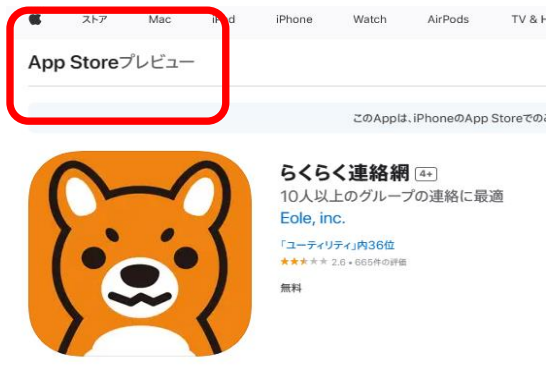 ストア Mac iPad iPhone Watch AirPods TV & H
App Storeプレビュー
このAppは、iPhoneのApp Storeでの
らくらく連絡網 4+
10人以上のグループの連絡に最適
Eole, inc.
「ユーティリティ」内36位
★★★★★ 2.6 • 665件の評価
無料